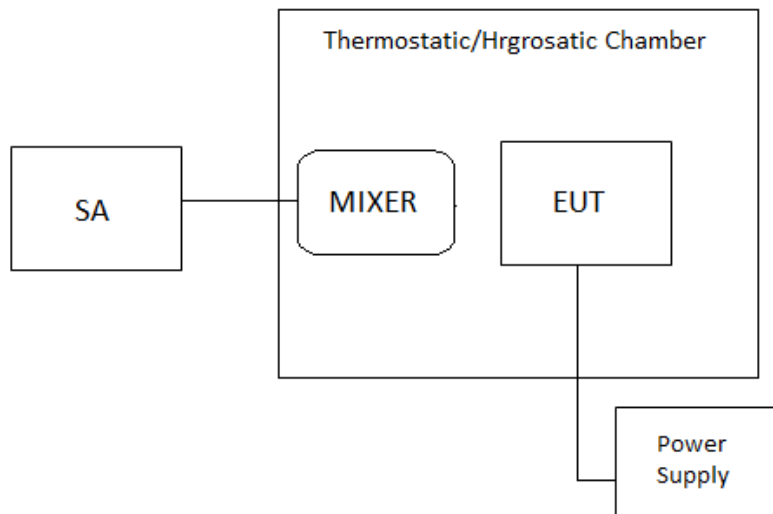 Thermostatic/Hrgrosatic Chamber
SA
MIXER
EUT
Power
Supply